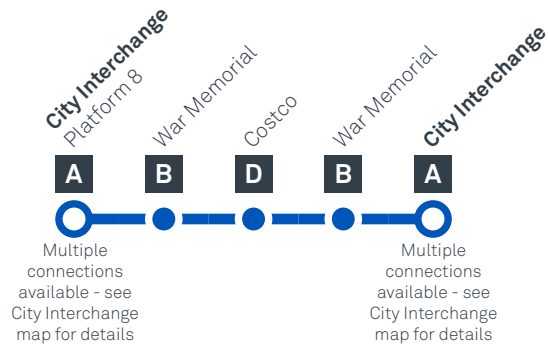 City Interchange
Platform 8
War Memorial
Costco
War Memorial
City Interchange
A
B
D
B
A
Multiple
connections
available - see
City Interchange
map for details
Multiple
connections
available - see
City Interchange
map for details